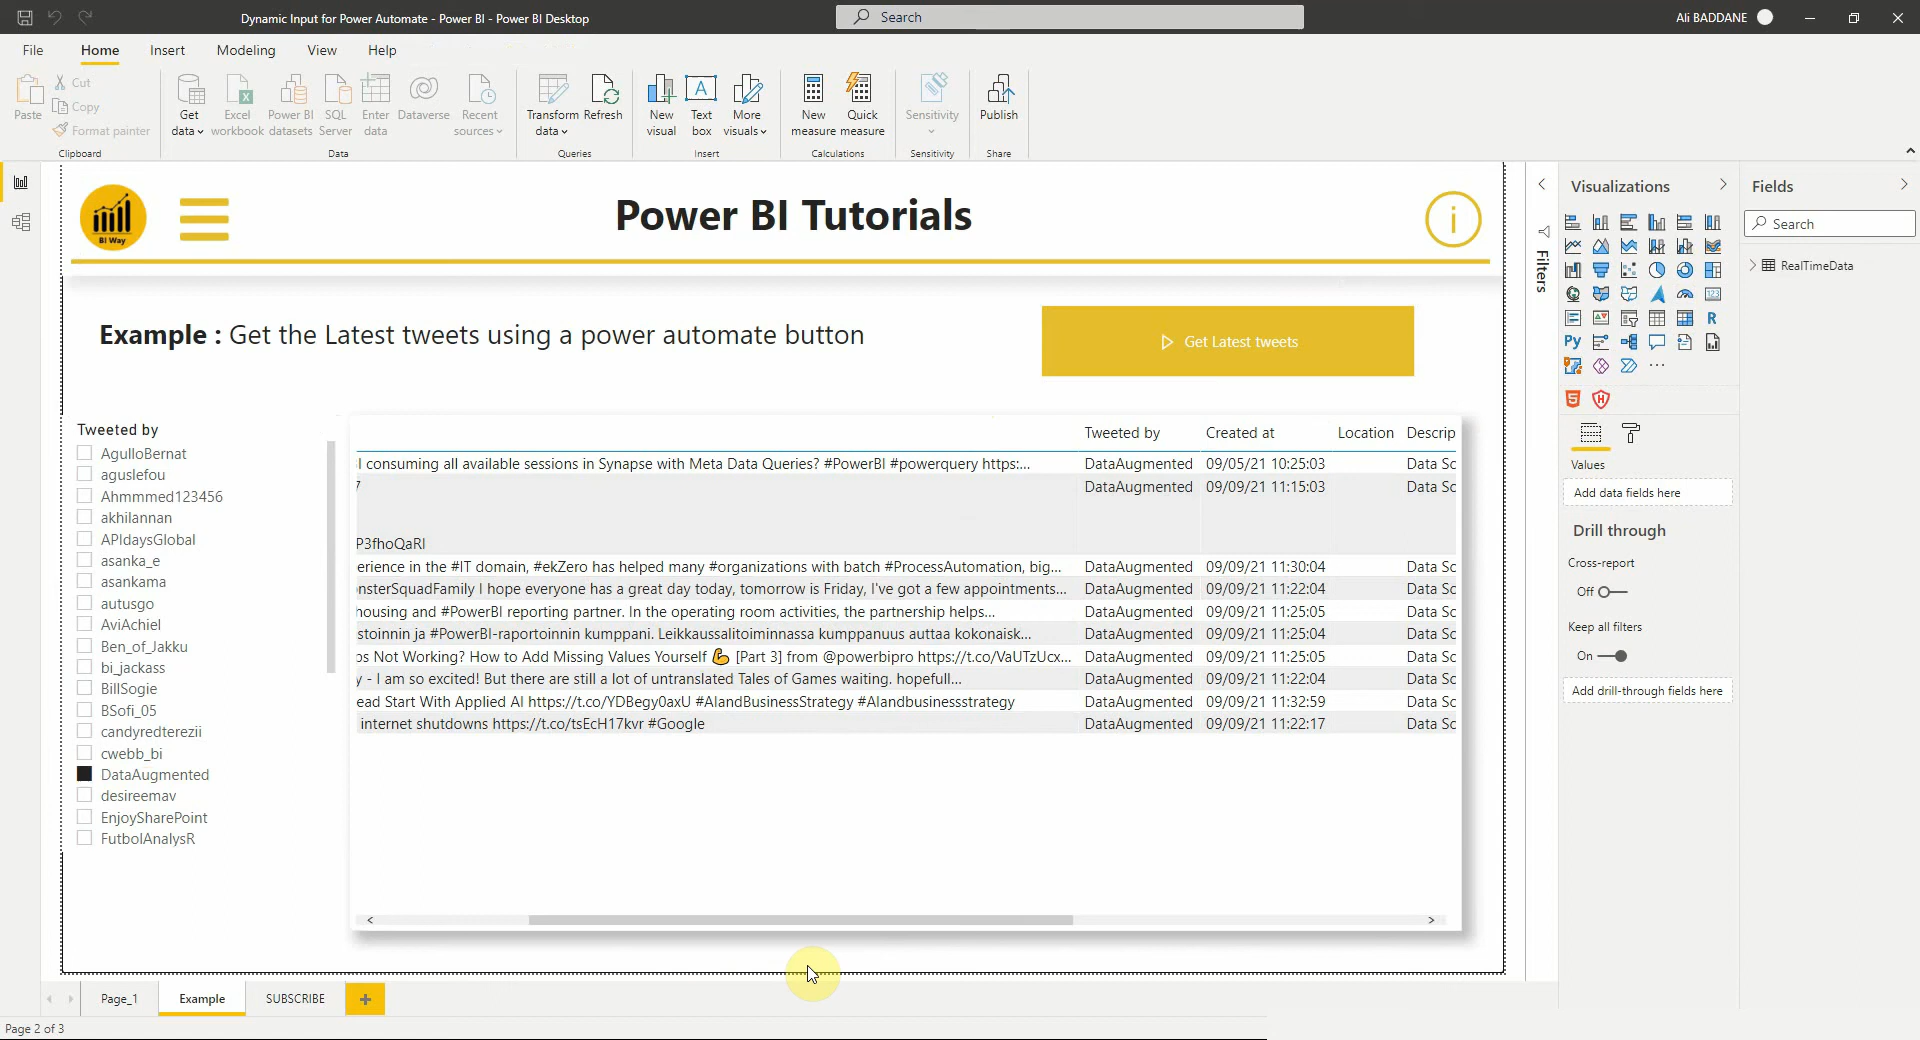 Dynamic Input for Power Automate - Power BI - Power BI Desktop
Search
Ali BADDANE
File Home Insert Modeling View Help
Paste
Cut
Copy
Format painter
Clipboard
Get data
Excel workbook
Power BI datasets
SQL Server
Enter data
Dataverse
Recent sources
Data
Transform data
Refresh
Queries
New visual
Text box
More visuals
Insert
New measure
Quick measure
Calculations
Sensitivity
Sensitivity
Publish
Share
BI Way
Power BI Tutorials
i
Example : Get the Latest tweets using a power automate button
Get Latest tweets
Tweeted by
AgulloBernat
aguslefou
Ahmmmed123456
akhilannan
APIdaysGlobal
asanka_e
asankama
autusgo
AviAchiel
Ben_of_Jakku
bi_jackass
BillSogie
BSofi_05
candyredterezii
cwebb_bi
DataAugmented
desireemav
EnjoySharePoint
FutbolAnalysR
Tweeted by Created at Location Descrip
I consuming all available sessions in Synapse with Meta Data Queries? #PowerBI #powerquery https:... DataAugmented 09/05/21 10:25:03 Data Sc
7 DataAugmented 09/09/21 11:15:03 Data Sc
P3fhoQaRl
erience in the #IT domain, #ekZero has helped many #organizations with batch #ProcessAutomation, big... DataAugmented 09/09/21 11:30:04 Data Sc
onsterSquadFamily I hope everyone has a great day today, tomorrow is Friday, I've got a few appointments... DataAugmented 09/09/21 11:22:04 Data Sc
housing and #PowerBI reporting partner. In the operating room activities, the partnership helps... DataAugmented 09/09/21 11:25:05 Data Sc
stoinnin ja #PowerBI-raportoinnin kumppani. Leikkaussalitoiminnassa kumppanuus auttaa kokonaisk... DataAugmented 09/09/21 11:25:04 Data Sc
os Not Working? How to Add Missing Values Yourself 💪 [Part 3] from @powerbipro https://t.co/VaUTzUcx... DataAugmented 09/09/21 11:25:05 Data Sc
y - I am so excited! But there are still a lot of untranslated Tales of Games waiting. hopefull... DataAugmented 09/09/21 11:22:04 Data Sc
ead Start With Applied AI https://t.co/YDBegy0axU #AIandBusinessStrategy #AIandbusinessstrategy DataAugmented 09/09/21 11:32:59 Data Sc
internet shutdowns https://t.co/tsEcH17kvr #Google DataAugmented 09/09/21 11:22:17 Data Sc
Filters
Visualizations
R
Py
Values
Add data fields here
Drill through
Cross-report
Off
Keep all filters
On
Add drill-through fields here
Fields
Search
RealTimeData
Page_1 Example SUBSCRIBE +
Page 2 of 3